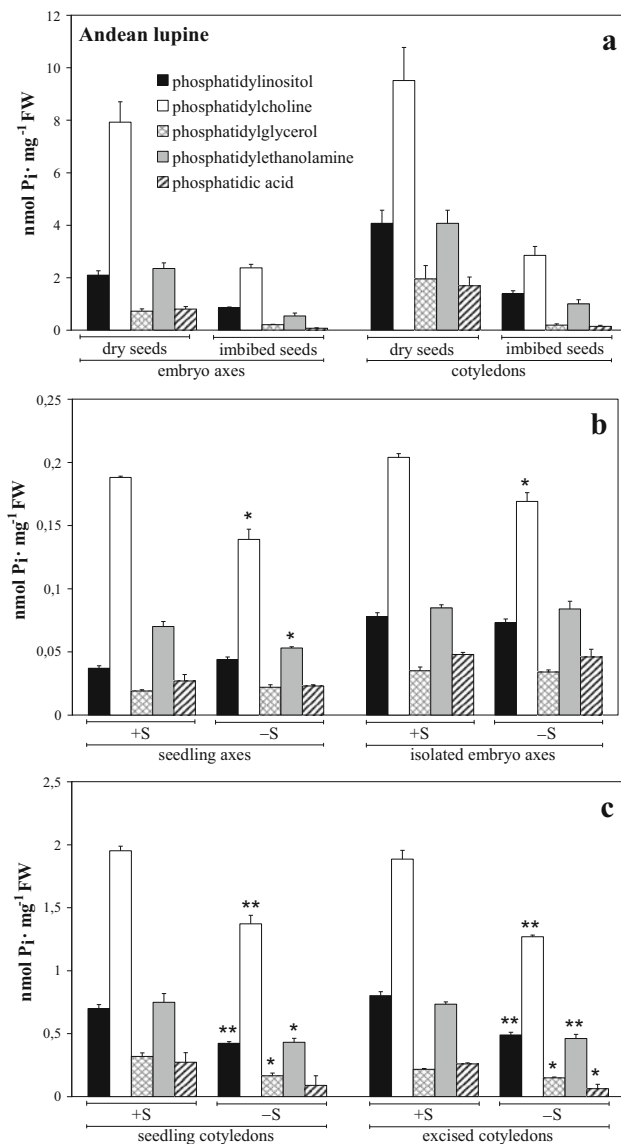 Andean lupine
a
phosphatidylinositol
phosphatidylcholine
phosphatidylglycerol
phosphatidylethanolamine
phosphatidic acid
nmol Pi· mg⁻¹ FW
12
10
8
6
4
2
0
dry seeds imbibed seeds dry seeds imbibed seeds
embryo axes cotyledons
b
nmol Pi· mg⁻¹ FW
0,25
0,2
0,15
0,1
0,05
0
*
*
*
+S –S +S –S
seedling axes isolated embryo axes
c
nmol Pi· mg⁻¹ FW
2,5
2
1,5
1
0,5
0
** **
** * ** **
* * *
+S –S +S –S
seedling cotyledons excised cotyledons